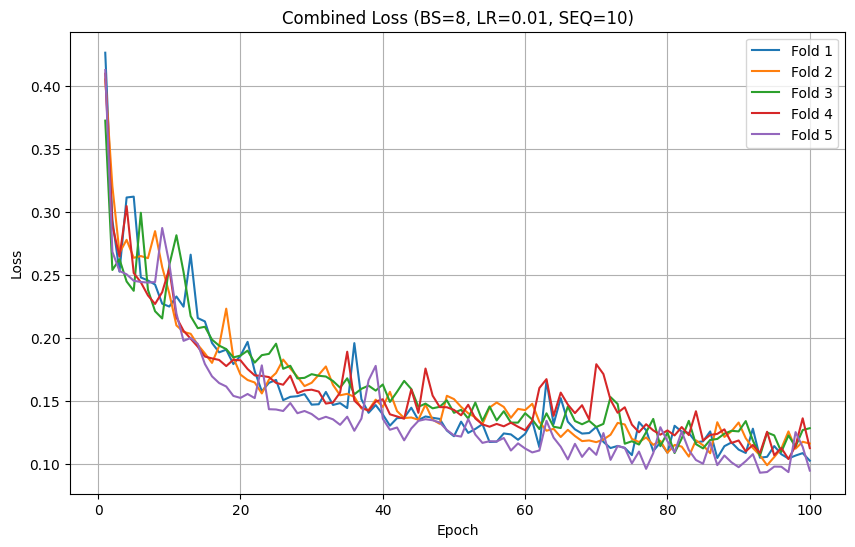 Combined Loss (BS=8, LR=0.01, SEQ=10)
Fold 1
Fold 2
Fold 3
Fold 4
Fold 5
Loss
0.40
0.35
0.30
0.25
0.20
0.15
0.10
0 20 40 60 80 100
Epoch